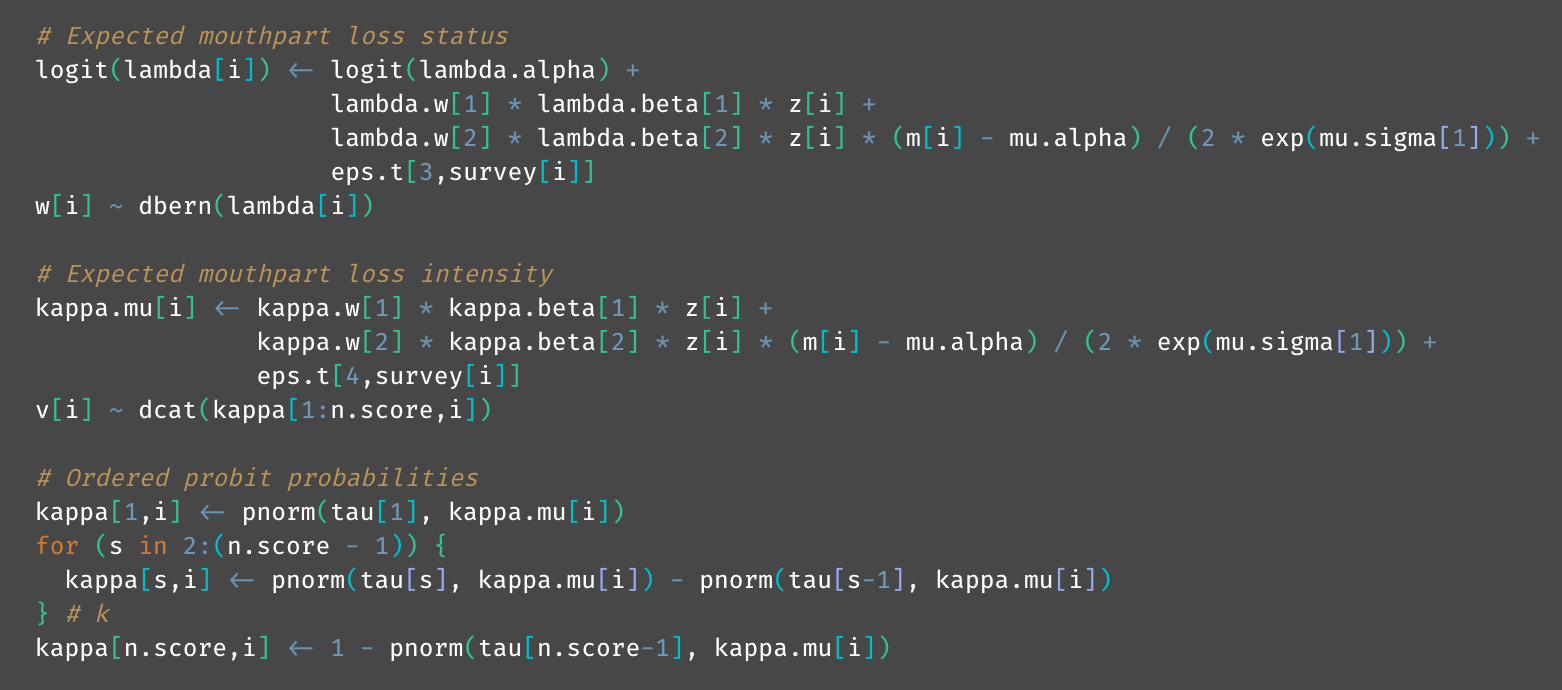 # Expected mouthpart loss status
logit(lambda[i]) <- logit(lambda.alpha) +
                    lambda.w[1] * lambda.beta[1] * z[i] +
                    lambda.w[2] * lambda.beta[2] * z[i] * (m[i] - mu.alpha) / (2 * exp(mu.sigma[1])) +
                    eps.t[3,survey[i]]
w[i] ~ dbern(lambda[i])

# Expected mouthpart loss intensity
kappa.mu[i] <- kappa.w[1] * kappa.beta[1] * z[i] +
               kappa.w[2] * kappa.beta[2] * z[i] * (m[i] - mu.alpha) / (2 * exp(mu.sigma[1])) +
               eps.t[4,survey[i]]
v[i] ~ dcat(kappa[1:n.score,i])

# Ordered probit probabilities
kappa[1,i] <- pnorm(tau[1], kappa.mu[i])
for (s in 2:(n.score - 1)) {
  kappa[s,i] <- pnorm(tau[s], kappa.mu[i]) - pnorm(tau[s-1], kappa.mu[i])
} # k
kappa[n.score,i] <- 1 - pnorm(tau[n.score-1], kappa.mu[i])